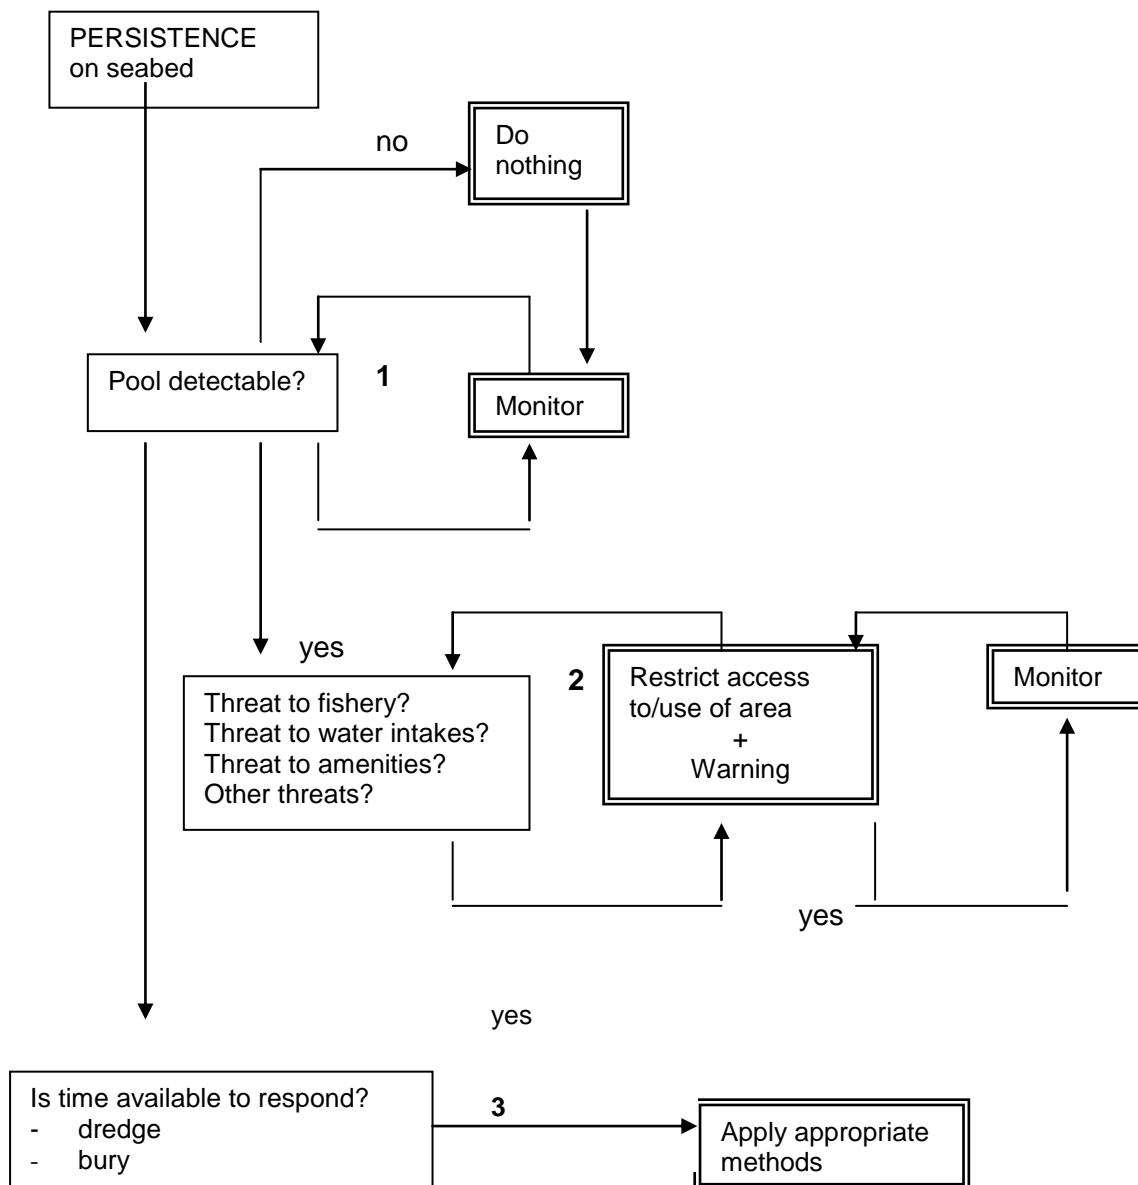 PERSISTENCE
on seabed
no
Do
nothing
Pool detectable?
1
Monitor
yes
Threat to fishery?
Threat to water intakes?
Threat to amenities?
Other threats?
2
Restrict access
to/use of area
+
Warning
Monitor
yes
yes
Is time available to respond?
- dredge
- bury
3
Apply appropriate
methods